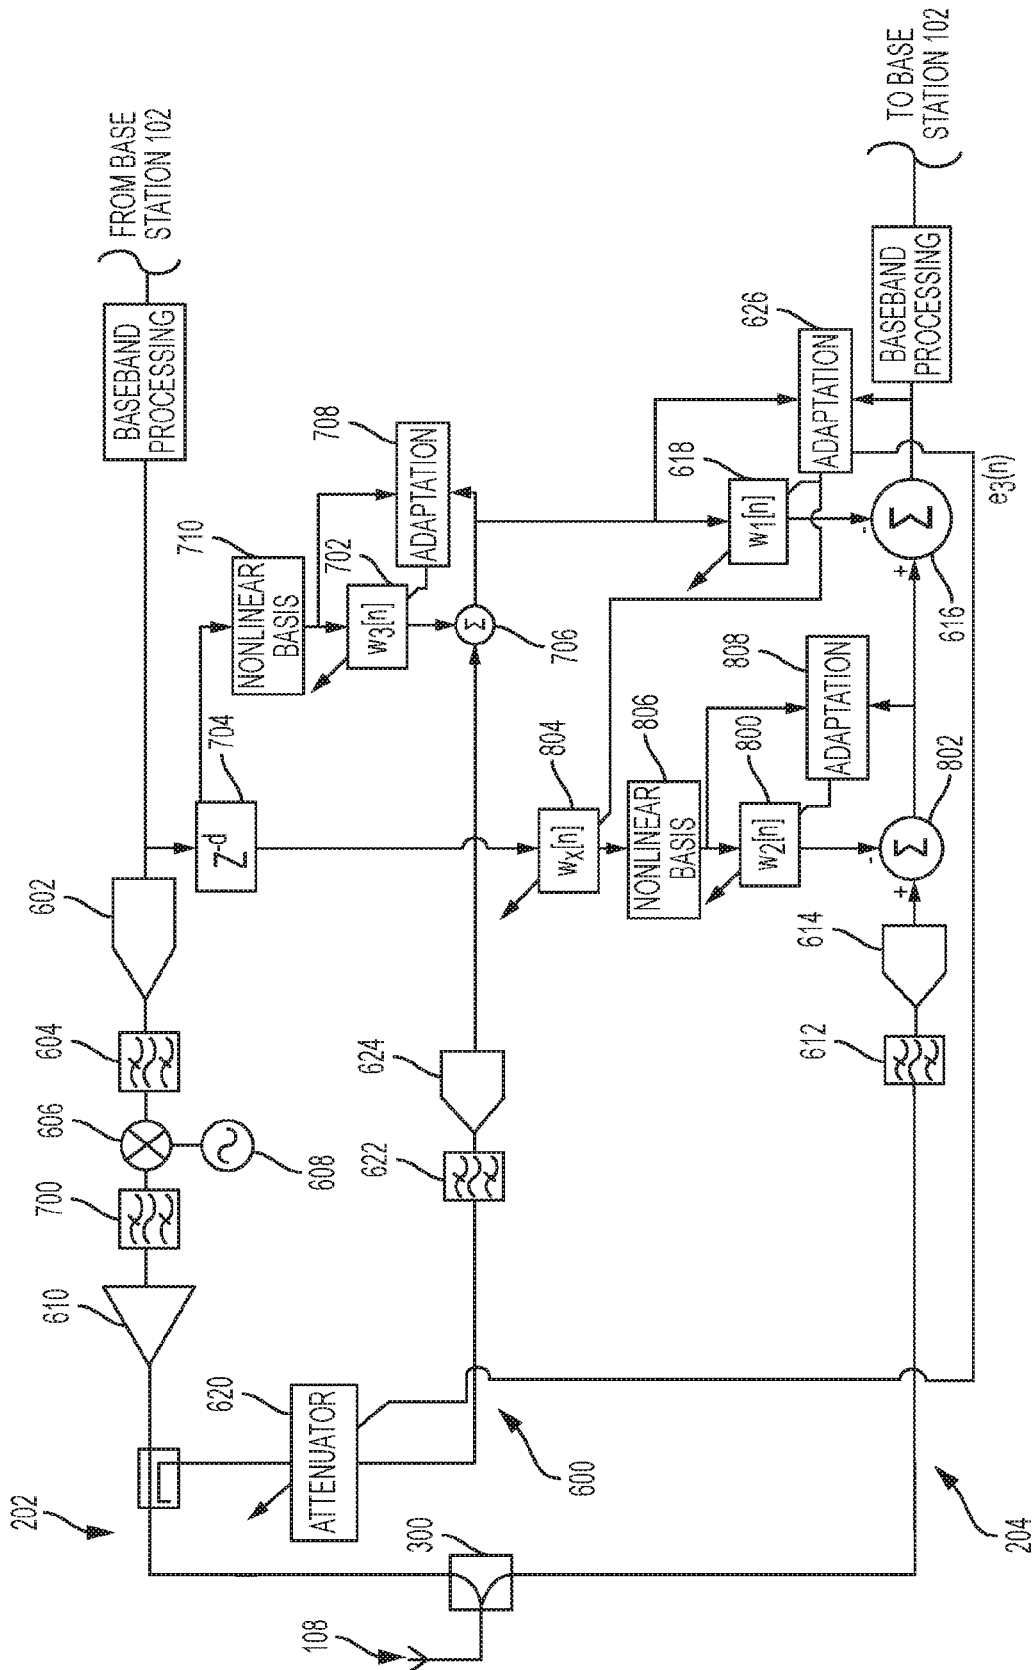 FROM BASE
STATION 102
BASEBAND
PROCESSING
602
604
606
608
700
610
202
620
ATTENUATOR
300
108
600
204
704
Z-d
710
NONLINEAR
BASIS
702
w3[n]
708
ADAPTATION
706
Σ
622
624
804
wx[n]
806
NONLINEAR
BASIS
800
w2[n]
808
ADAPTATION
802
Σ
+
-
612
614
618
w1[n]
626
ADAPTATION
616
Σ
+
-
e3(n)
BASEBAND
PROCESSING
TO BASE
STATION 102